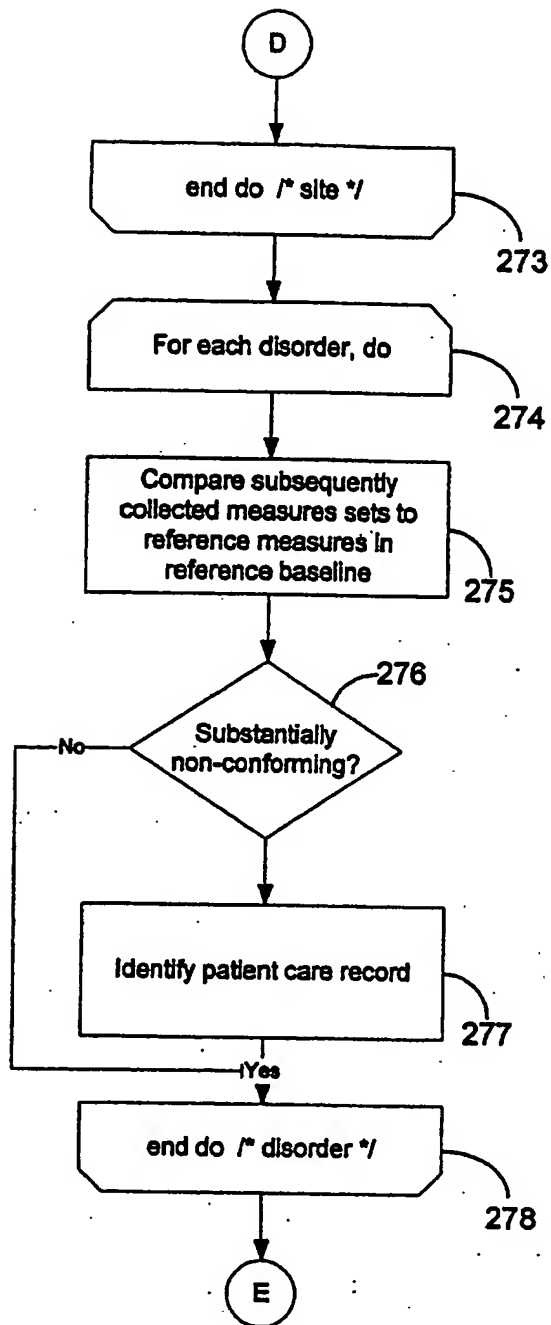 D
end do /* site */
273
For each disorder, do
274
Compare subsequently
collected measures sets to
reference measures in
reference baseline
275
276
Substantially
non-conforming?
No
Identify patient care record
277
Yes
end do /* disorder */
278
E